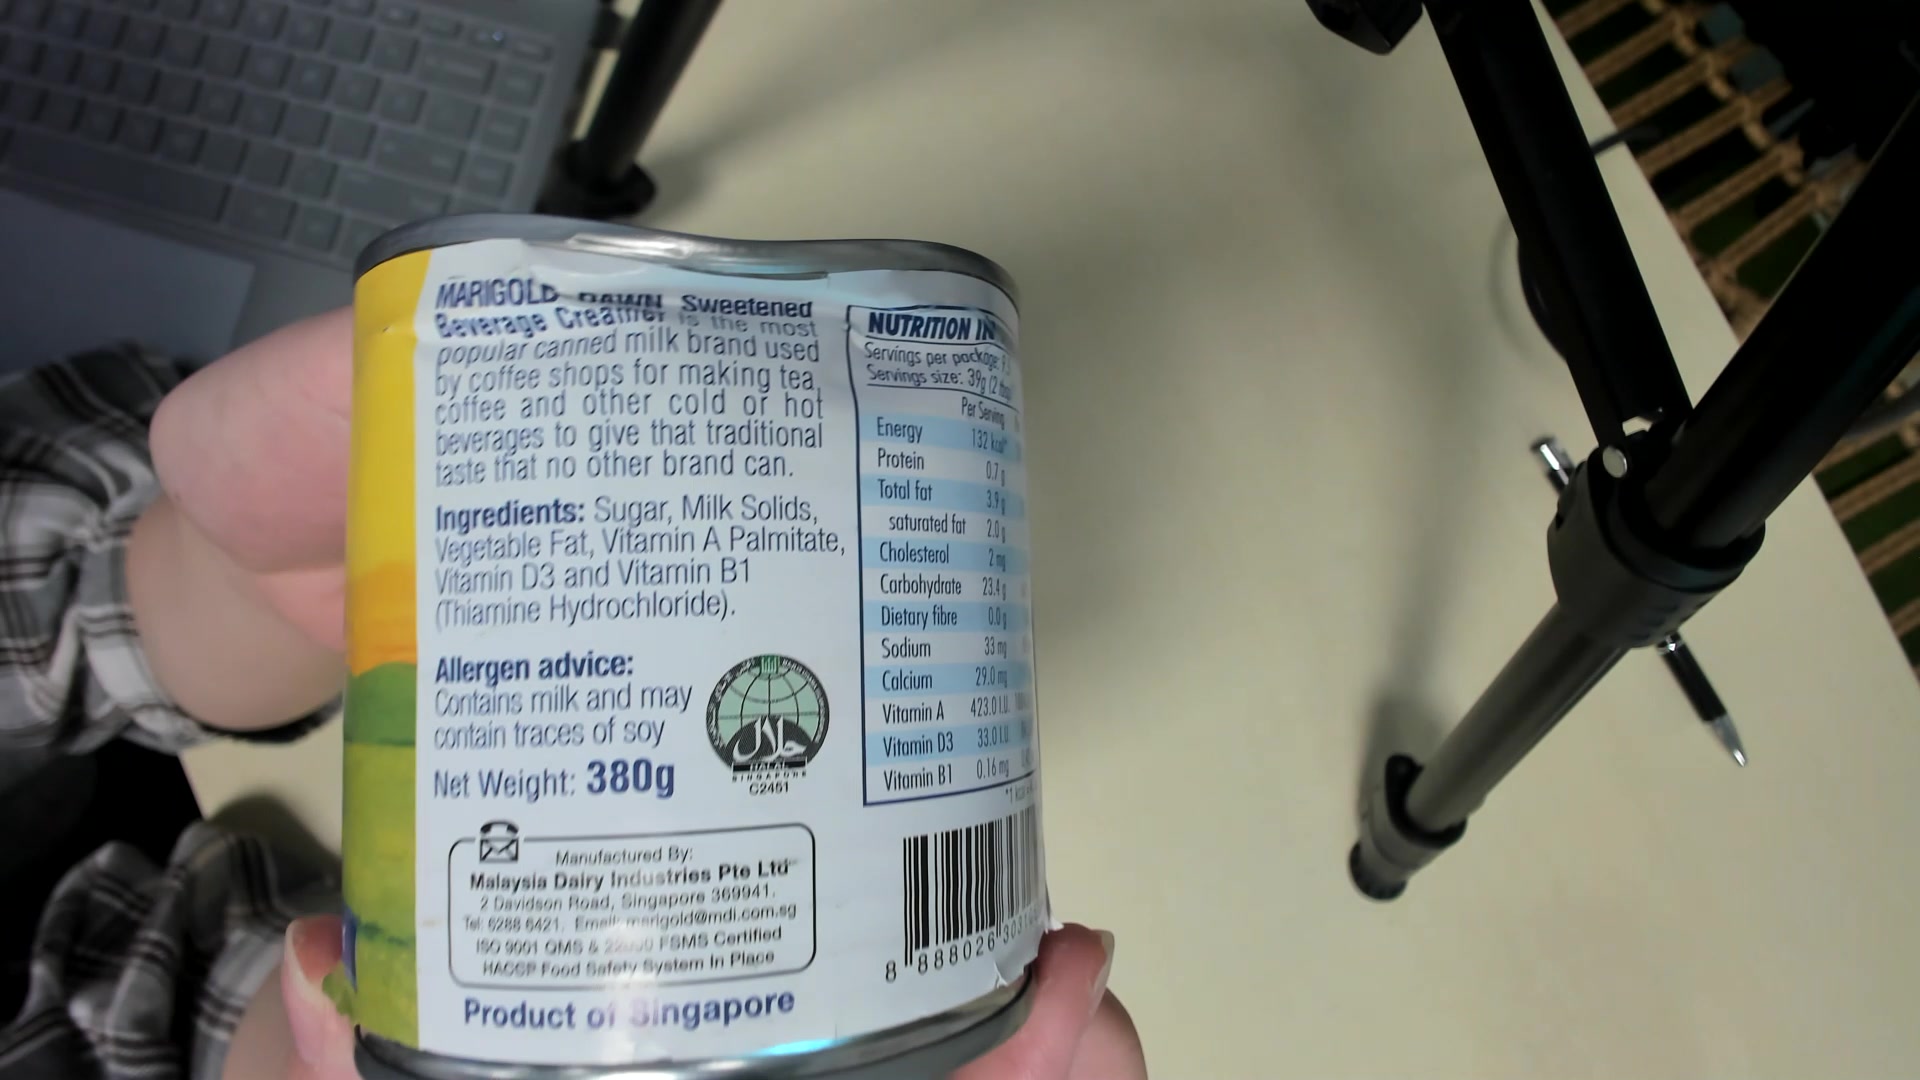 MARIGOLD DAWN Sweetened
Beverage Creamer is the most
popular canned milk brand used
by coffee shops for making tea,
coffee and other cold or hot
beverages to give that traditional
taste that no other brand can.
Ingredients: Sugar, Milk Solids,
Vegetable Fat, Vitamin A Palmitate,
Vitamin D3 and Vitamin B1
(Thiamine Hydrochloride).
Allergen advice:
Contains milk and may
contain traces of soy
Net Weight: 380g
حلال
HALAL
SINGAPORE
C2451
Manufactured By:
Malaysia Dairy Industries Pte Ltd
2 Davidson Road, Singapore 369941.
Tel: 6288 6421. Email: marigold@mdi.com.sg
ISO 9001 QMS & FSMS Certified
HACCP Food Safety System In Place
Product of Singapore
NUTRITION IN
Servings per package:
Servings size: 39g (2
Per Serving
Energy 132 kcal*
Protein 0.7 g
Total fat 3.9 g
saturated fat 2.0 g
Cholesterol 2 mg
Carbohydrate 23.4 g
Dietary fibre 0.0 g
Sodium 33 mg
Calcium 29.0 mg
Vitamin A 423.0 I.U.
Vitamin D3 33.0 I.U.
Vitamin B1 0.16 mg
8 888026 303